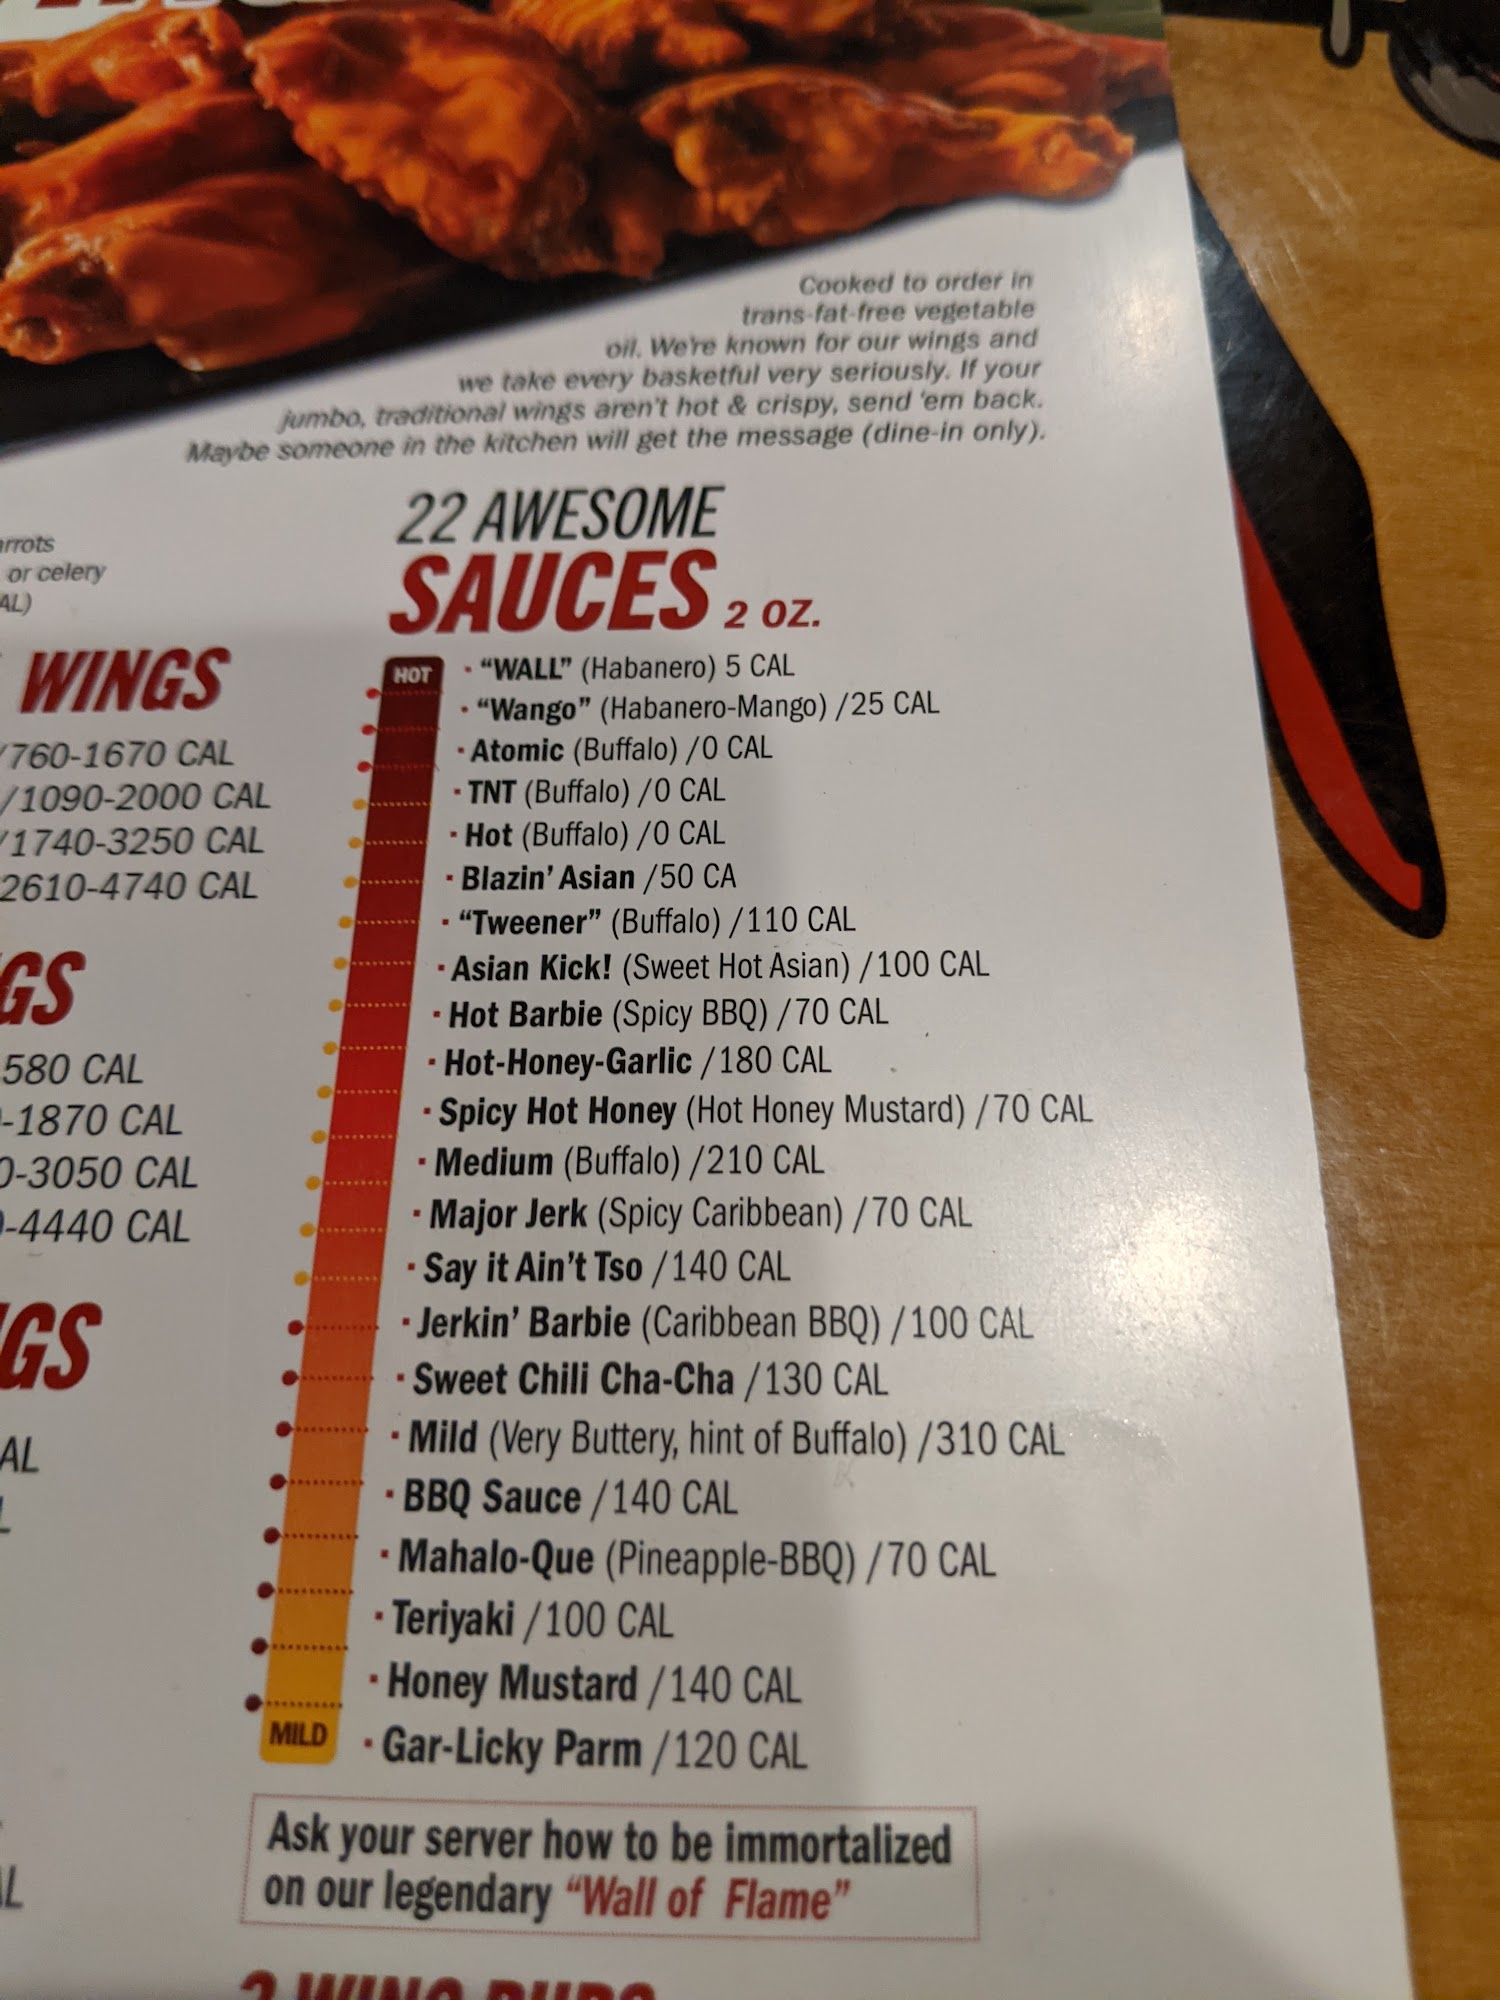 Cooked to order in
trans-fat-free vegetable
oil. We're known for our wings and
we take every basketful very seriously. If your
jumbo, traditional wings aren't hot & crispy, send 'em back.
Maybe someone in the kitchen will get the message (dine-in only).
or celery
WINGS
/760-1670 CAL
/1090-2000 CAL
/1740-3250 CAL
2610-4740 CAL
580 CAL
-1870 CAL
-3050 CAL
-4440 CAL
22 AWESOME
SAUCES 2 OZ.
HOT
· "WALL" (Habanero) 5 CAL
· "Wango" (Habanero-Mango) /25 CAL
· Atomic (Buffalo) /0 CAL
· TNT (Buffalo) /0 CAL
· Hot (Buffalo) /0 CAL
· Blazin' Asian /50 CA
· "Tweener" (Buffalo) /110 CAL
· Asian Kick! (Sweet Hot Asian) /100 CAL
· Hot Barbie (Spicy BBQ) /70 CAL
· Hot-Honey-Garlic /180 CAL
· Spicy Hot Honey (Hot Honey Mustard) /70 CAL
· Medium (Buffalo) /210 CAL
· Major Jerk (Spicy Caribbean) /70 CAL
· Say it Ain't Tso /140 CAL
· Jerkin' Barbie (Caribbean BBQ) /100 CAL
· Sweet Chili Cha-Cha /130 CAL
· Mild (Very Buttery, hint of Buffalo) /310 CAL
· BBQ Sauce /140 CAL
· Mahalo-Que (Pineapple-BBQ) /70 CAL
· Teriyaki /100 CAL
· Honey Mustard /140 CAL
· Gar-Licky Parm /120 CAL
MILD
Ask your server how to be immortalized
on our legendary "Wall of Flame"